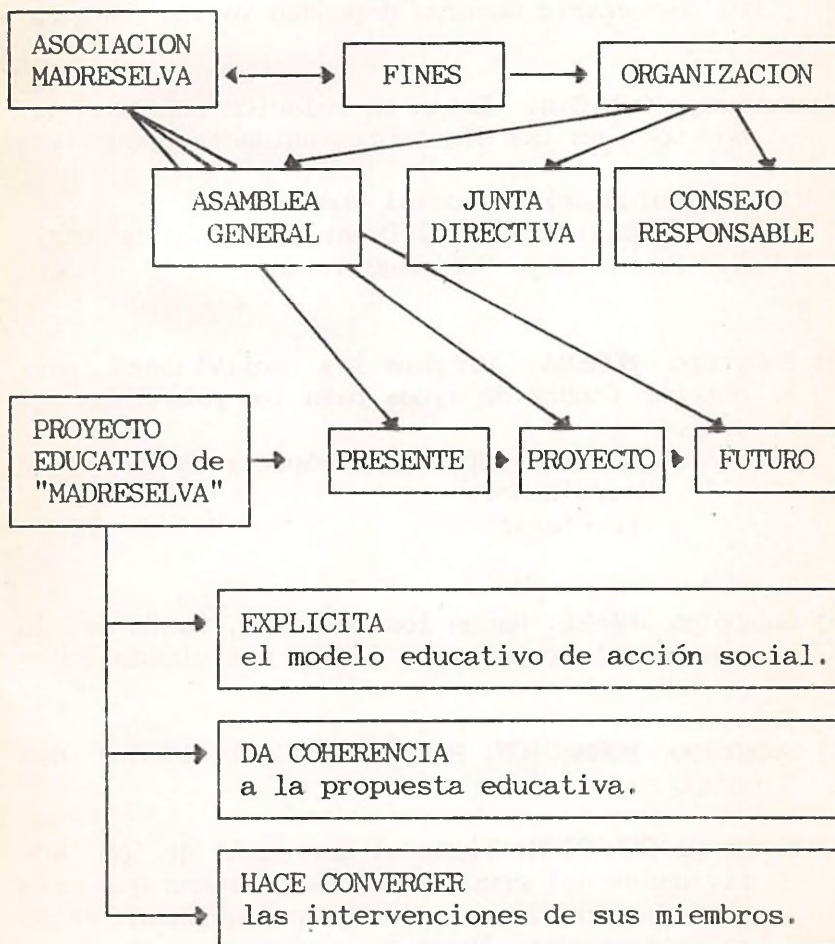 ASOCIACION
MADRESELVA
FINES
ORGANIZACION
ASAMBLEA
GENERAL
JUNTA
DIRECTIVA
CONSEJO
RESPONSABLE
PROYECTO
EDUCATIVO de
"MADRESELVA"
PRESENTE
PROYECTO
FUTURO
EXPLICITA
el modelo educativo de acción social.
DA COHERENCIA
a la propuesta educativa.
HACE CONVERGER
las intervenciones de sus miembros.